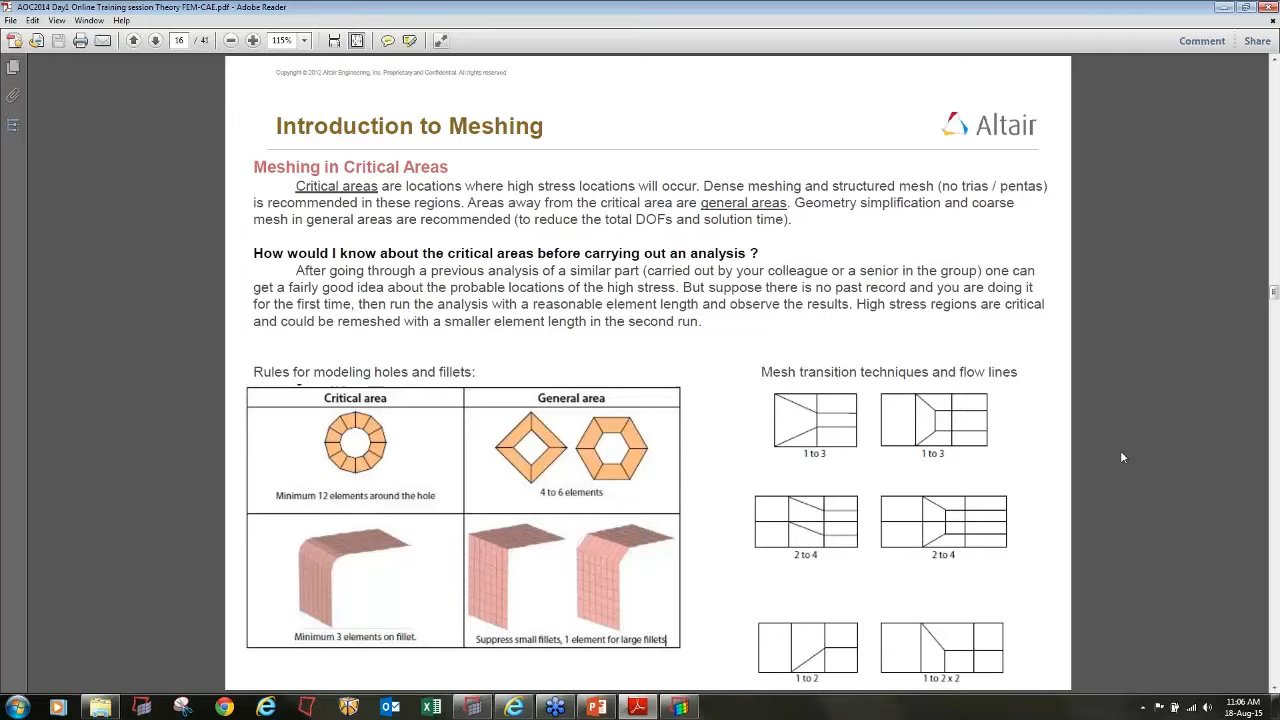 AOC2014 Day1 Online Training session Theory FEM-CAE.pdf - Adobe Reader
File Edit View Window Help
16 / 41
115%
Comment
Share
Copyright © 2012 Altair Engineering, Inc. Proprietary and Confidential. All rights reserved.
Introduction to Meshing
Altair
Meshing in Critical Areas
Critical areas are locations where high stress locations will occur. Dense meshing and structured mesh (no trias / pentas)
is recommended in these regions. Areas away from the critical area are general areas. Geometry simplification and coarse
mesh in general areas are recommended (to reduce the total DOFs and solution time).
How would I know about the critical areas before carrying out an analysis ?
After going through a previous analysis of a similar part (carried out by your colleague or a senior in the group) one can
get a fairly good idea about the probable locations of the high stress. But suppose there is no past record and you are doing it
for the first time, then run the analysis with a reasonable element length and observe the results. High stress regions are critical
and could be remeshed with a smaller element length in the second run.
Rules for modeling holes and fillets:
Mesh transition techniques and flow lines
Critical area
General area
Minimum 12 elements around the hole
4 to 6 elements
Minimum 3 elements on fillet.
Suppress small fillets, 1 element for large fillets
1 to 3
1 to 3
2 to 4
2 to 4
1 to 2
1 to 2 x 2
11:06 AM
18-Aug-15